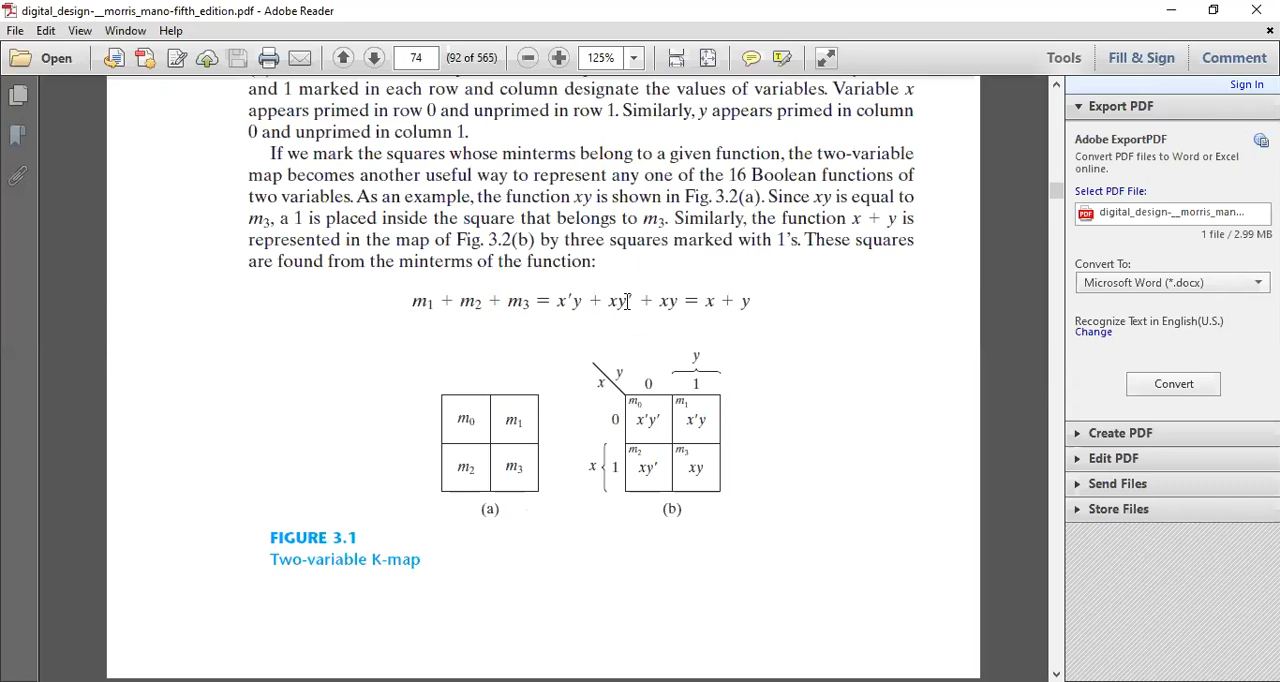 digital_design-__morris_mano-fifth_edition.pdf - Adobe Reader
File Edit View Window Help
Open 74 (92 of 565) 125% Tools Fill & Sign Comment
and 1 marked in each row and column designate the values of variables. Variable x
appears primed in row 0 and unprimed in row 1. Similarly, y appears primed in column
0 and unprimed in column 1.
If we mark the squares whose minterms belong to a given function, the two-variable
map becomes another useful way to represent any one of the 16 Boolean functions of
two variables. As an example, the function xy is shown in Fig. 3.2(a). Since xy is equal to
m₃, a 1 is placed inside the square that belongs to m₃. Similarly, the function x + y is
represented in the map of Fig. 3.2(b) by three squares marked with 1's. These squares
are found from the minterms of the function:
m₁ + m₂ + m₃ = x'y + xy' + xy = x + y
y
x y 0 1
m₀ m₁
m₂ m₃
(a)
0 m₀ x'y' m₁ x'y
x 1 m₂ xy' m₃ xy
(b)
FIGURE 3.1
Two-variable K-map
Sign In
Export PDF
Adobe ExportPDF
Convert PDF files to Word or Excel
online.
Select PDF File:
digital_design-__morris_man...
1 file / 2.99 MB
Convert To:
Microsoft Word (*.docx)
Recognize Text in English(U.S.)
Change
Convert
Create PDF
Edit PDF
Send Files
Store Files